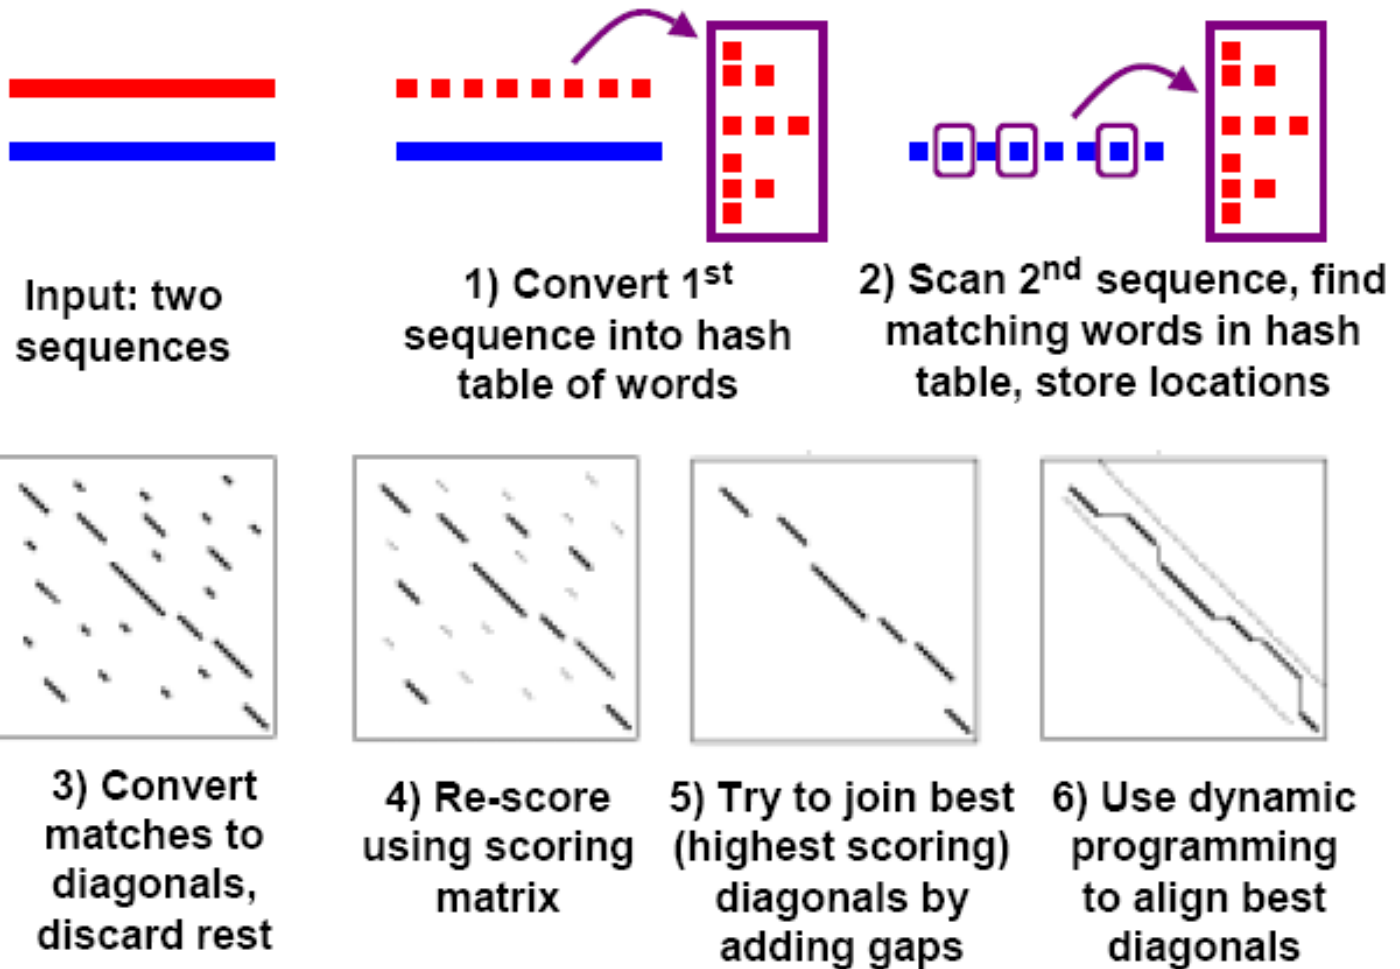 Input: two
sequences
1) Convert 1st
sequence into hash
table of words
2) Scan 2nd sequence, find
matching words in hash
table, store locations
3) Convert
matches to
diagonals,
discard rest
4) Re-score
using scoring
matrix
5) Try to join best
(highest scoring)
diagonals by
adding gaps
6) Use dynamic
programming
to align best
diagonals